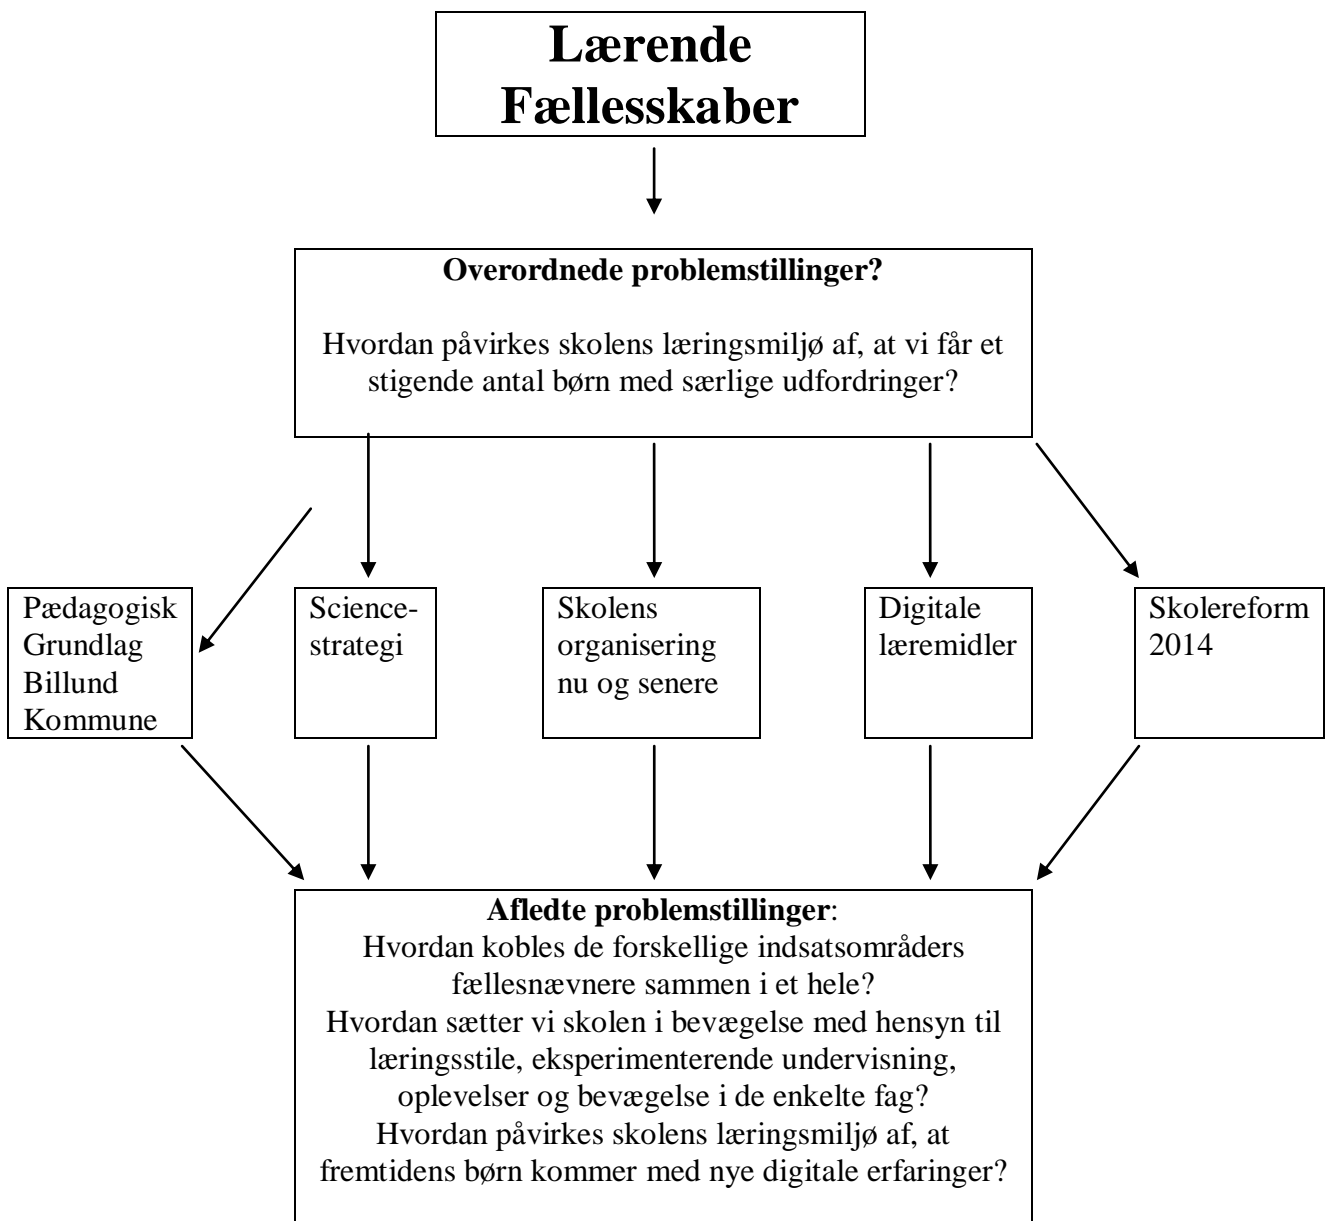 Lærende
Fællesskaber
Overordnede problemstillinger?
Hvordan påvirkes skolens læringsmiljø af, at vi får et
stigende antal børn med særlige udfordringer?
Pædagogisk
Grundlag
Billund
Kommune
Science-
strategi
Skolens
organisering
nu og senere
Digitale
læremidler
Skolereform
2014
Afledte problemstillinger:
Hvordan kobles de forskellige indsatsområders
fællesnævnere sammen i et hele?
Hvordan sætter vi skolen i bevægelse med hensyn til
læringsstile, eksperimenterende undervisning,
oplevelser og bevægelse i de enkelte fag?
Hvordan påvirkes skolens læringsmiljø af, at
fremtidens børn kommer med nye digitale erfaringer?